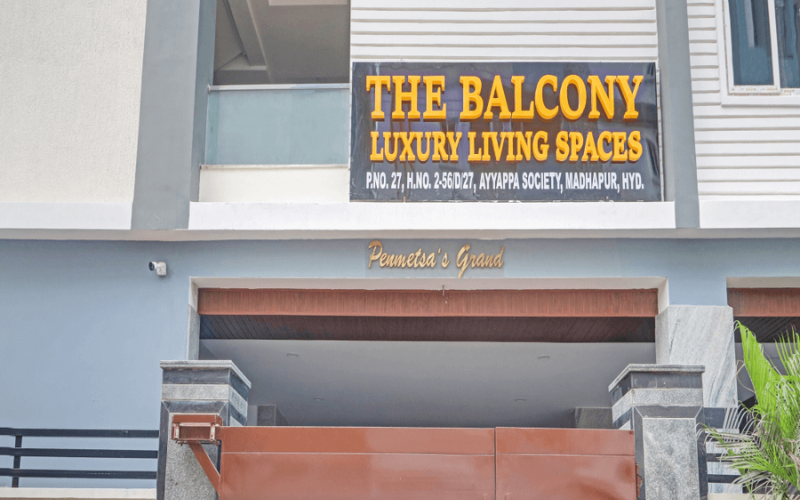 THE BALCONY
LUXURY LIVING SPACES
P.NO. 27, H.NO. 2-56/D/27, AYYAPPA SOCIETY, MADHAPUR, HYD.
Penmetsa's Grand